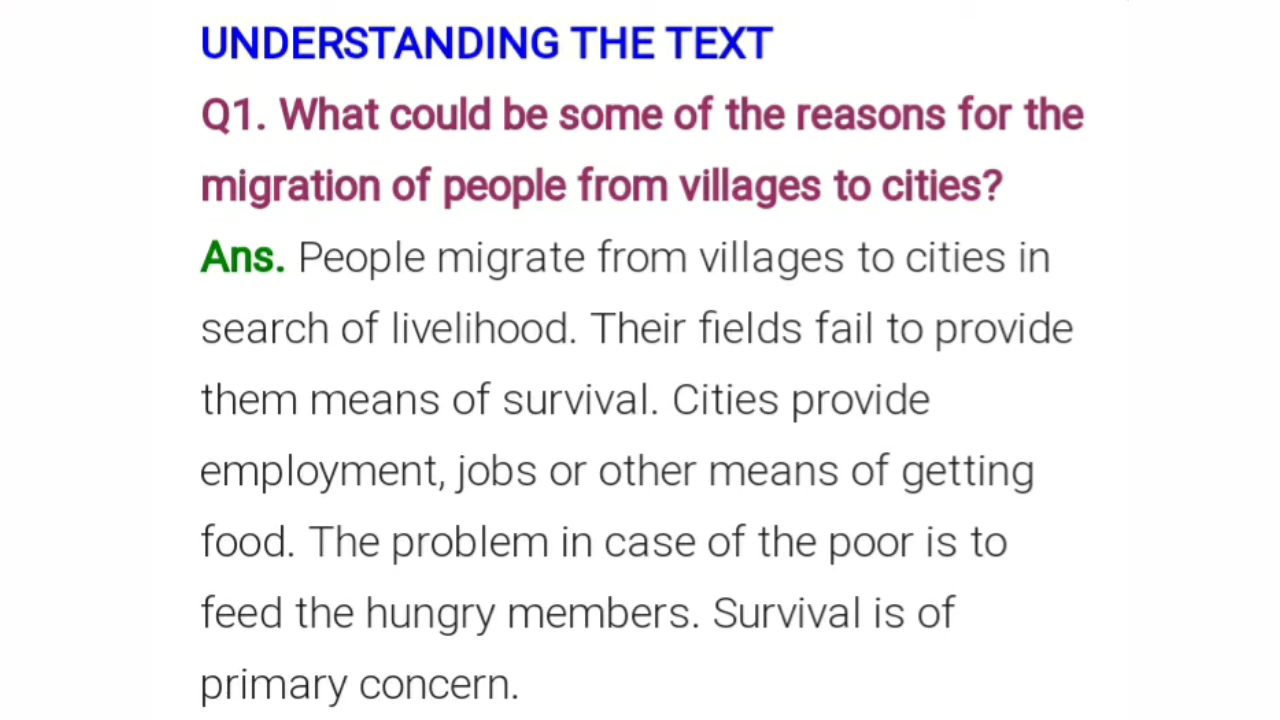 UNDERSTANDING THE TEXT
Q1. What could be some of the reasons for the
migration of people from villages to cities?
Ans. People migrate from villages to cities in
search of livelihood. Their fields fail to provide
them means of survival. Cities provide
employment, jobs or other means of getting
food. The problem in case of the poor is to
feed the hungry members. Survival is of
primary concern.